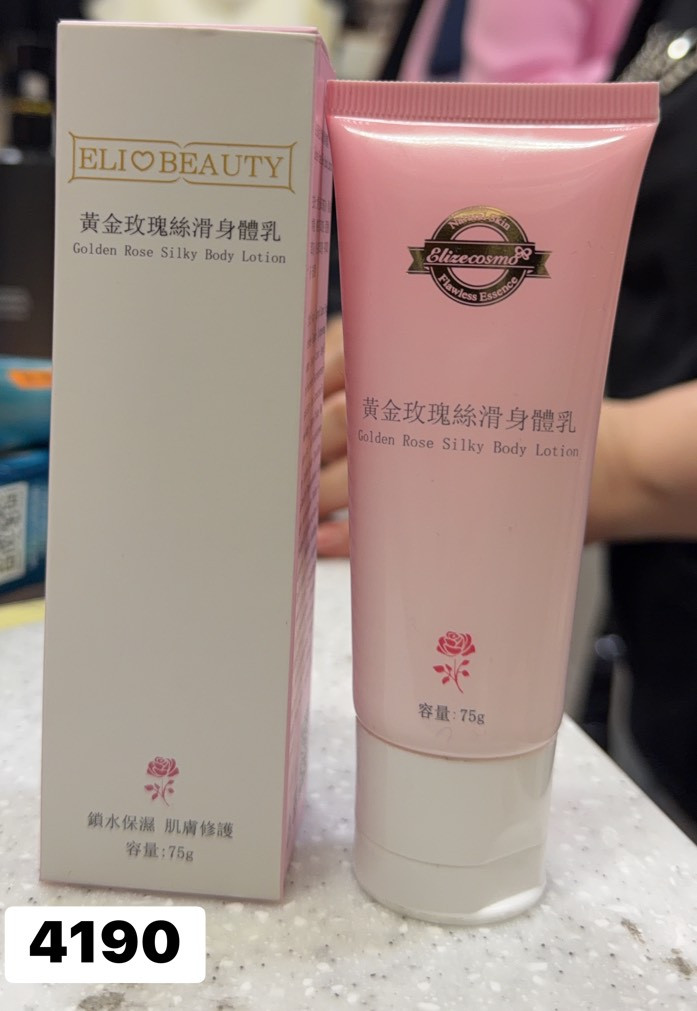 ELI♡BEAUTY
黃金玫瑰絲滑身體乳
Golden Rose Silky Body Lotion
鎖水保濕 肌膚修護
容量:75g
Elizecosmo
Flawless Essence
黃金玫瑰絲滑身體乳
Golden Rose Silky Body Lotion
容量:75g
4190